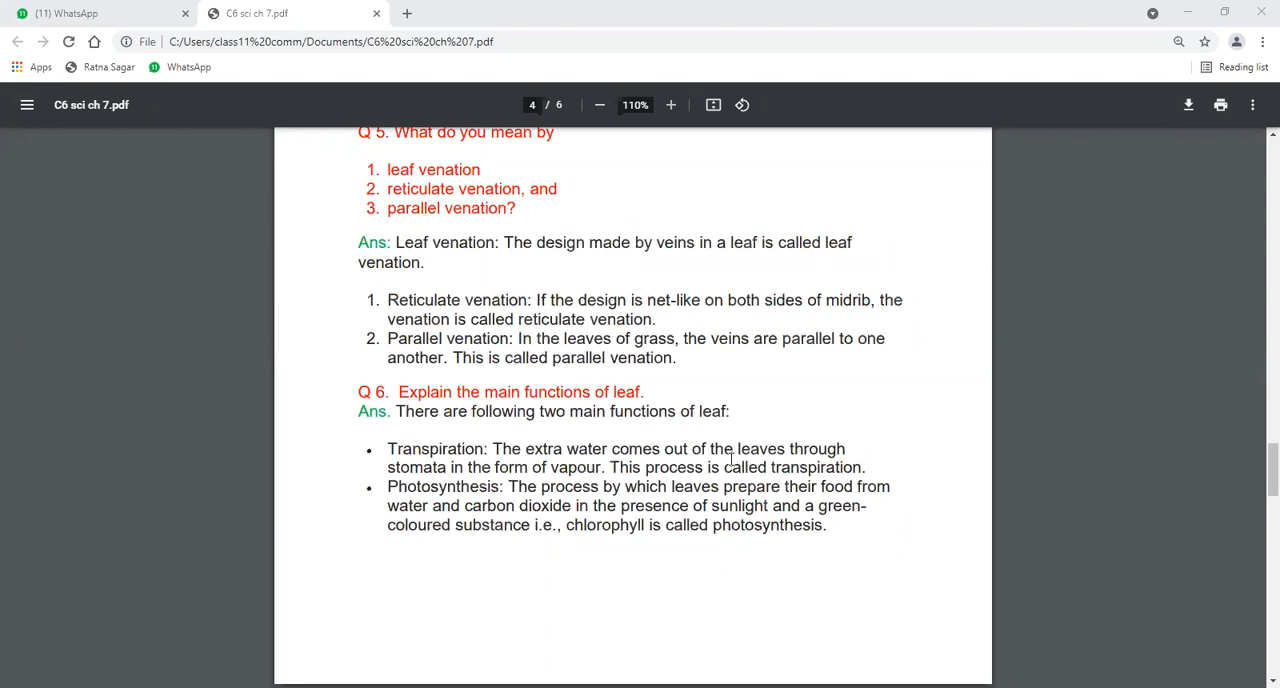 (11) WhatsApp
C6 sci ch 7.pdf
File
C:/Users/class11%20comm/Documents/C6%20sci%20ch%207.pdf
Apps
Ratna Sagar
WhatsApp
Reading list
C6 sci ch 7.pdf
4 / 6
110%
Q 5. What do you mean by
1. leaf venation
2. reticulate venation, and
3. parallel venation?
Ans: Leaf venation: The design made by veins in a leaf is called leaf
venation.
1. Reticulate venation: If the design is net-like on both sides of midrib, the
venation is called reticulate venation.
2. Parallel venation: In the leaves of grass, the veins are parallel to one
another. This is called parallel venation.
Q 6. Explain the main functions of leaf.
Ans. There are following two main functions of leaf:
• Transpiration: The extra water comes out of the leaves through
stomata in the form of vapour. This process is called transpiration.
• Photosynthesis: The process by which leaves prepare their food from
water and carbon dioxide in the presence of sunlight and a green-
coloured substance i.e., chlorophyll is called photosynthesis.